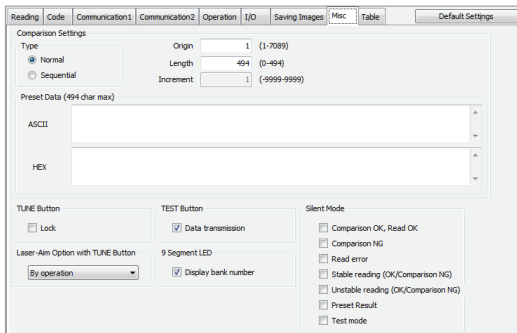 Reading Code Communication1 Communication2 Operation I/O Saving Images Misc Table Default Settings
Comparison Settings
Type
Normal
Sequential
Origin 1 (1-7089)
Length 494 (0-494)
Increment 1 (-9999-9999)
Preset Data (494 char max)
ASCII
HEX
TUNE Button
Lock
TEST Button
Data transmission
Silent Mode
Comparison OK, Read OK
Comparison NG
Read error
Stable reading (OK/Comparison NG)
Unstable reading (OK/Comparison NG)
Preset Result
Test mode
Laser-Aim Option with TUNE Button
By operation
9 Segment LED
Display bank number